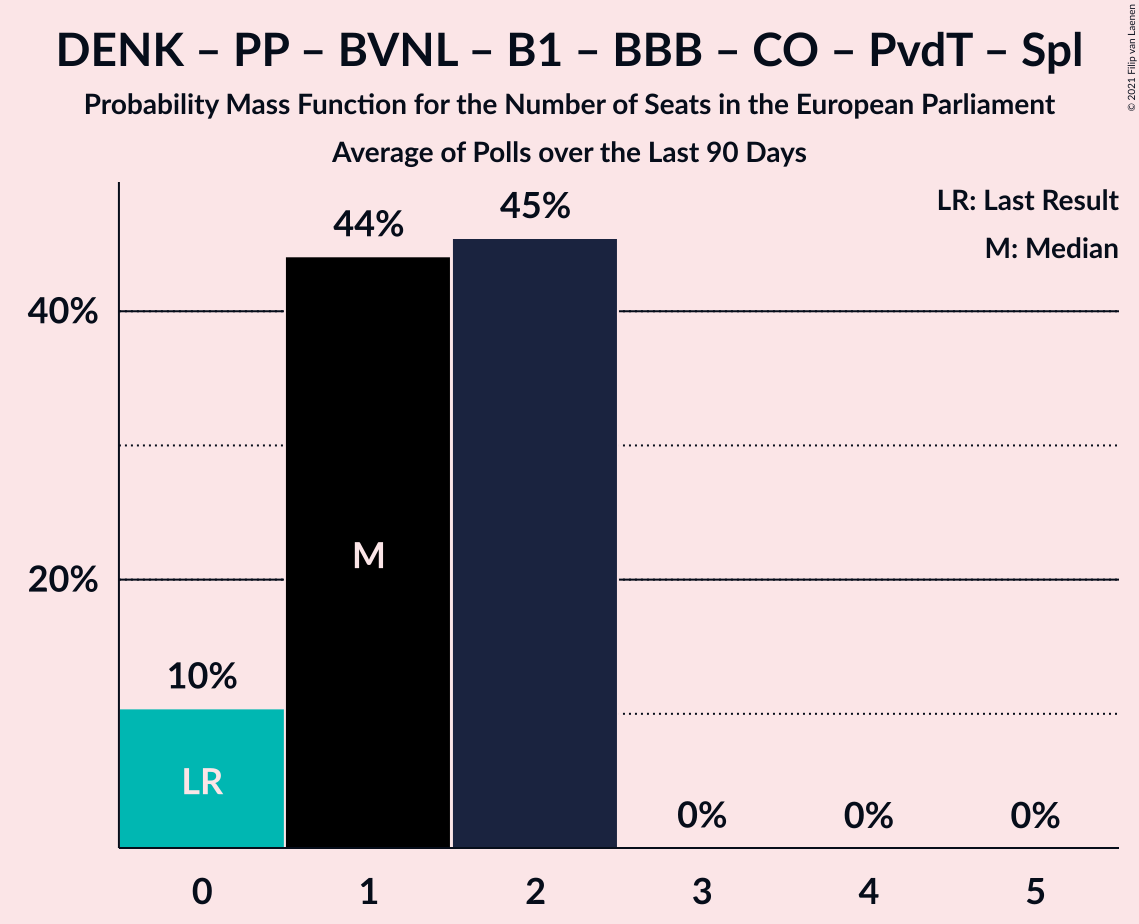 DENK – PP – BVNL – B1 – BBB – CO – PvdT – Spl
Probability Mass Function for the Number of Seats in the European Parliament
Average of Polls over the Last 90 Days
© 2021 Filip van Laenen
LR: Last Result
M: Median
45%
44%
40%
M
20%
10%
LR
0% 0% 0%
0 1 2 3 4 5